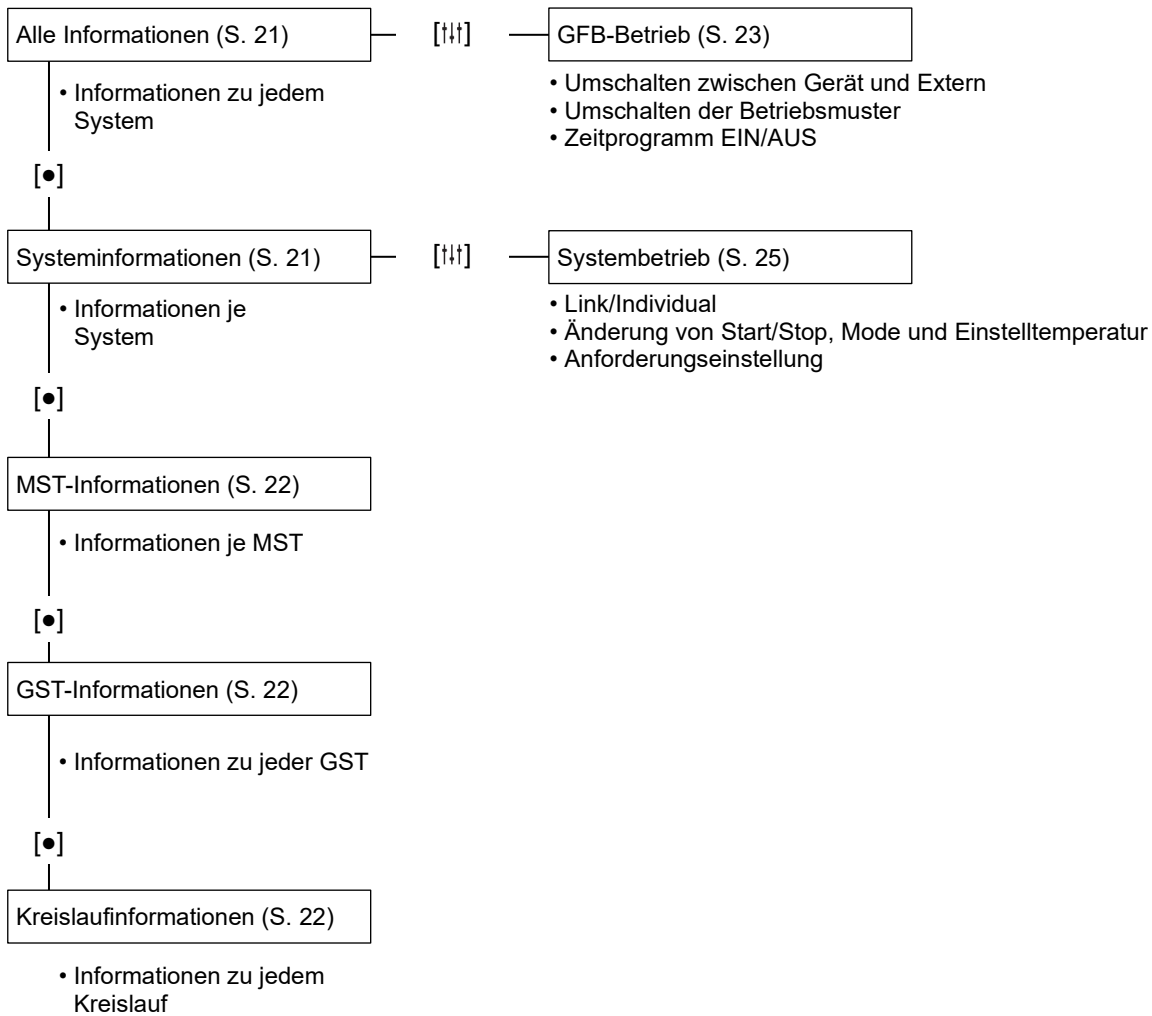 Alle Informationen (S. 21)
[⫯⫰⫯]
GFB-Betrieb (S. 23)
• Informationen zu jedem
System
• Umschalten zwischen Gerät und Extern
• Umschalten der Betriebsmuster
• Zeitprogramm EIN/AUS
[●]
Systeminformationen (S. 21)
[⫯⫰⫯]
Systembetrieb (S. 25)
• Informationen je
System
• Link/Individual
• Änderung von Start/Stop, Mode und Einstelltemperatur
• Anforderungseinstellung
[●]
MST-Informationen (S. 22)
• Informationen je MST
[●]
GST-Informationen (S. 22)
• Informationen zu jeder GST
[●]
Kreislaufinformationen (S. 22)
• Informationen zu jedem
Kreislauf